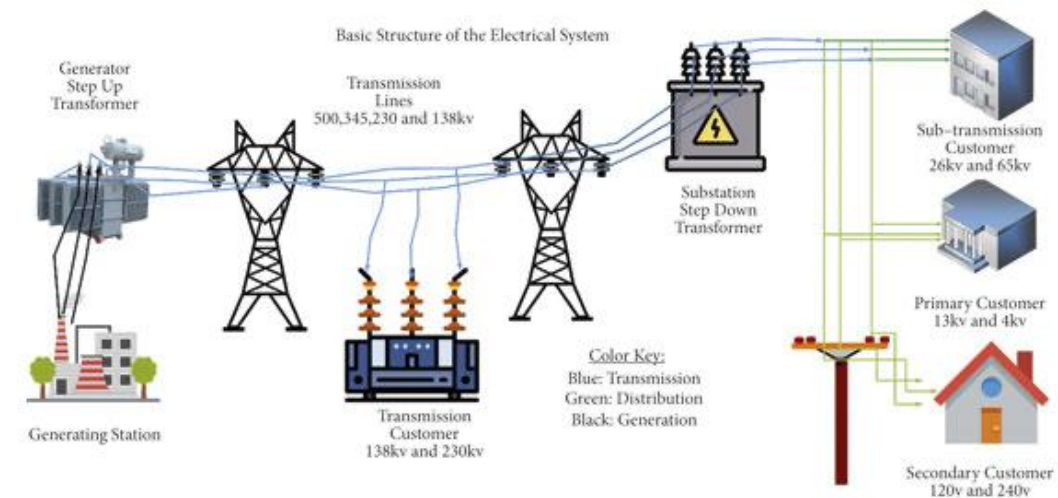 Basic Structure of the Electrical System
Generator
Step Up
Transformer
Transmission
Lines
500,345,230 and 138kv
Substation
Step Down
Transformer
Sub-transmission
Customer
26kv and 65kv
Primary Customer
13kv and 4kv
Generating Station
Transmission
Customer
138kv and 230kv
Color Key:
Blue: Transmission
Green: Distribution
Black: Generation
Secondary Customer
120v and 240v